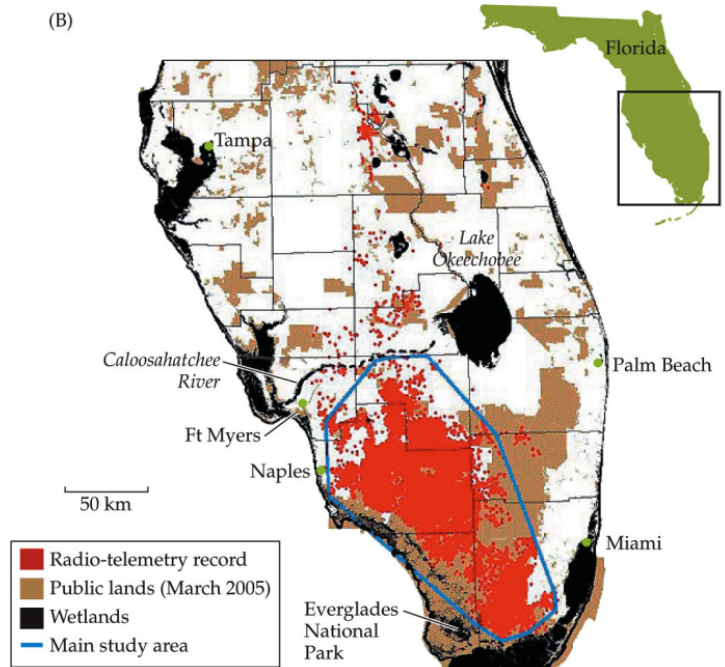 (B)
Florida
Tampa
Lake
Okeechobee
Caloosahatchee
River
Palm Beach
Ft Myers
Naples
50 km
Miami
Radio-telemetry record
Public lands (March 2005)
Wetlands
Main study area
Everglades
National
Park